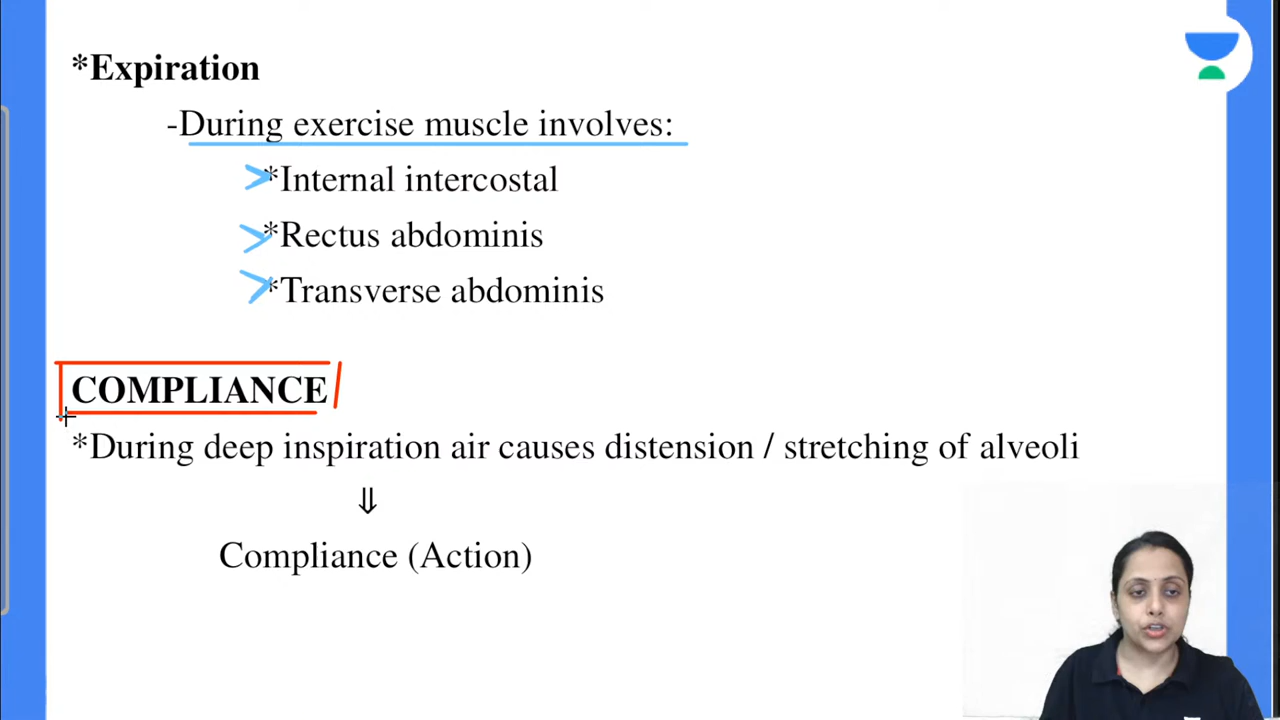 *Expiration
-During exercise muscle involves:
*Internal intercostal
*Rectus abdominis
*Transverse abdominis
COMPLIANCE
*During deep inspiration air causes distension / stretching of alveoli
⇓
Compliance (Action)